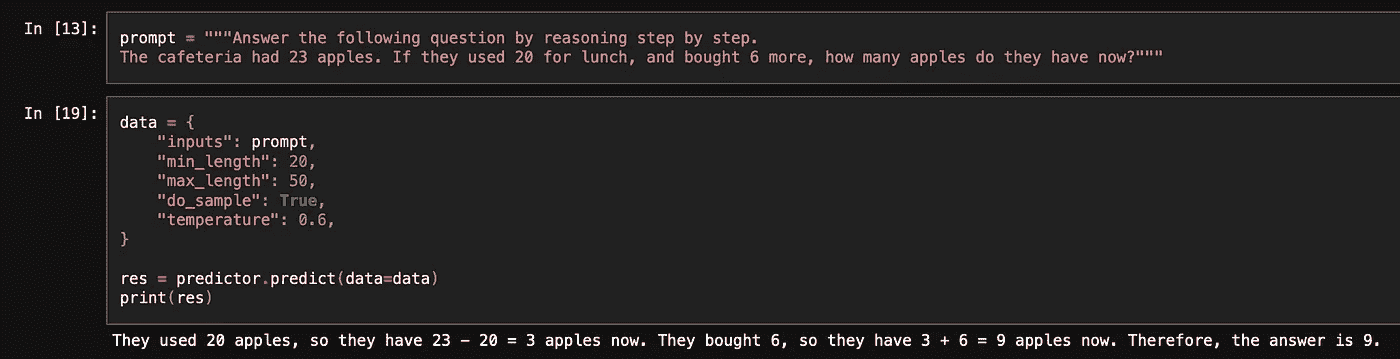 In [13]:
prompt = """Answer the following question by reasoning step by step.
The cafeteria had 23 apples. If they used 20 for lunch, and bought 6 more, how many apples do they have now?"""
In [19]:
data = {
    "inputs": prompt,
    "min_length": 20,
    "max_length": 50,
    "do_sample": True,
    "temperature": 0.6,
}
res = predictor.predict(data=data)
print(res)
They used 20 apples, so they have 23 − 20 = 3 apples now. They bought 6, so they have 3 + 6 = 9 apples now. Therefore, the answer is 9.